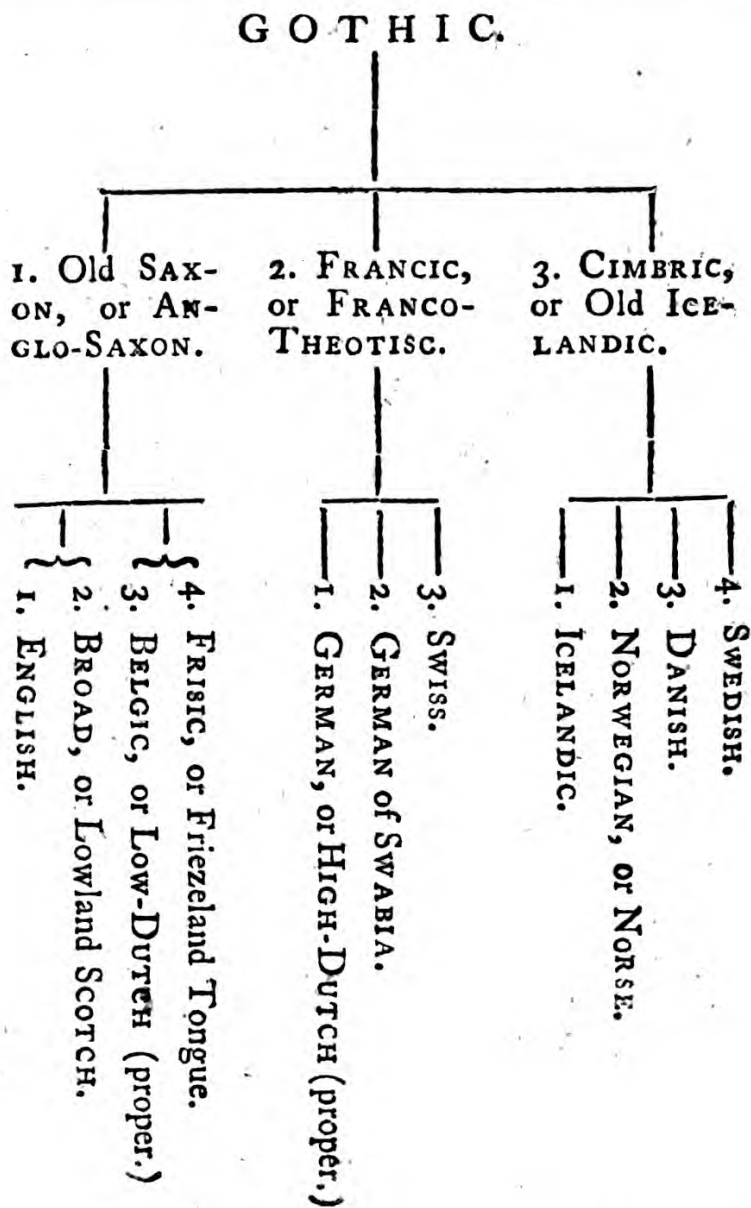 GOTHIC.
1. Old SAX-
ON, or AN-
GLO-SAXON.
2. FRANCIC,
or FRANCO-
THEOTISC.
3. CIMBRIC,
or Old ICE-
LANDIC.
1. ENGLISH.
2. BROAD, or Lowland SCOTCH.
3. BELGIC, or LOW-DUTCH (proper.)
4. FRISIC, or Friezeland Tongue.
1. GERMAN, or HIGH-DUTCH (proper.)
2. GERMAN of SWABIA.
3. SWISS.
1. ICELANDIC.
2. NORWEGIAN, or NORSE.
3. DANISH.
4. SWEDISH.